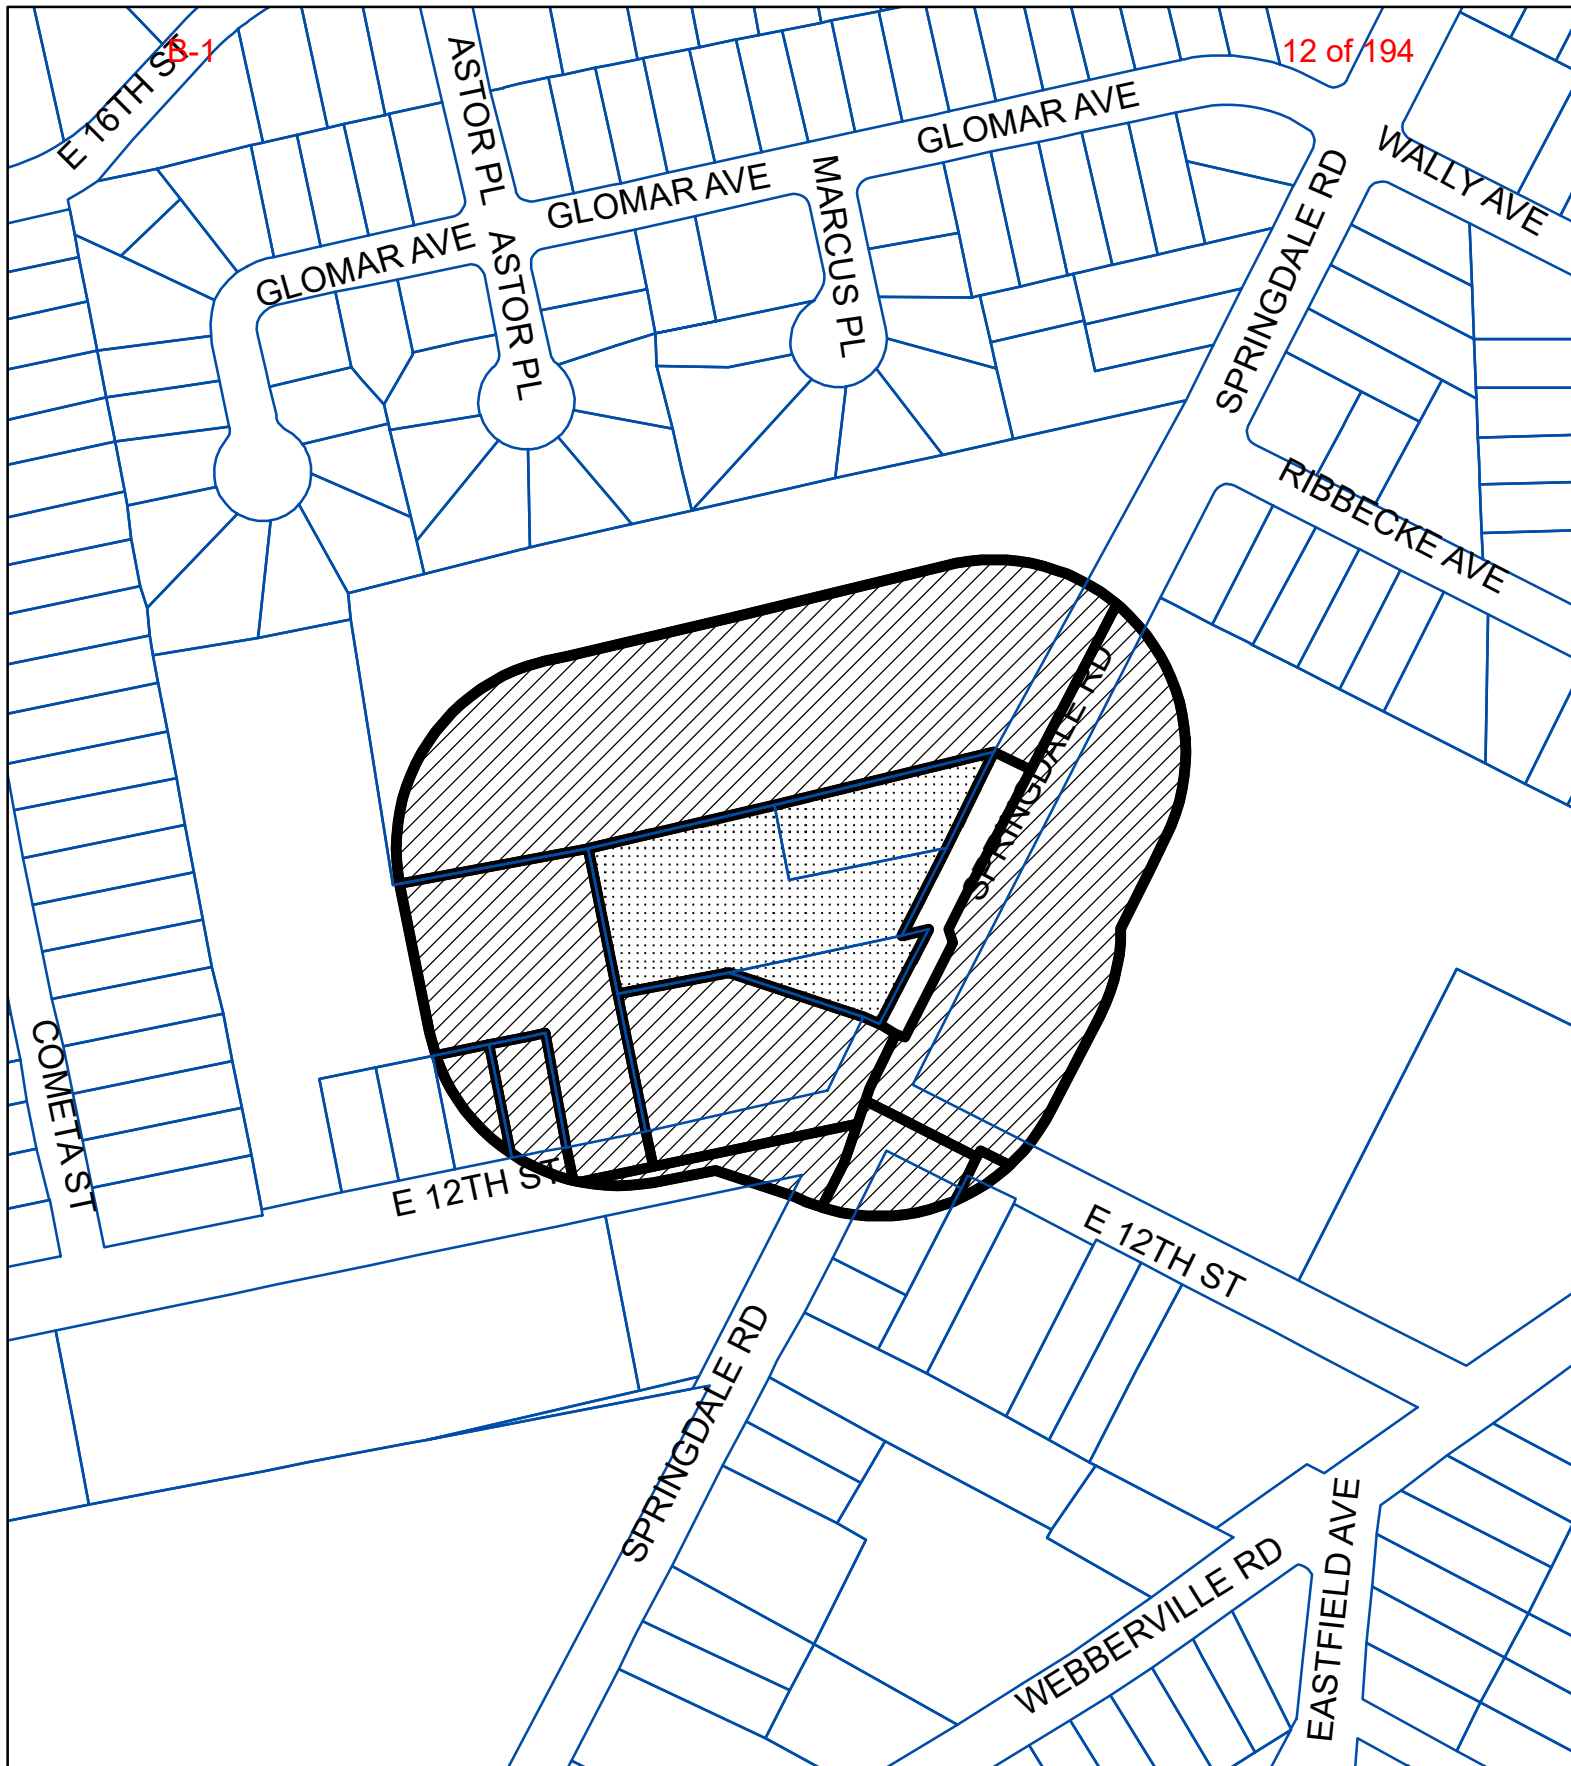 E 16TH ST
B-1
12 of 194
ASTOR PL
GLOMAR AVE
GLOMAR AVE
GLOMAR AVE
ASTOR PL
MARCUS PL
WALLY AVE
SPRINGDALE RD
RIBBECKE AVE
SPRINGDALE RD
COMETA ST
E 12TH ST
E 12TH ST
SPRINGDALE RD
WEBBERVILLE RD
EASTFIELD AVE